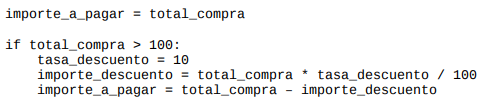 importe_a_pagar = total_compra
if total_compra > 100:
    tasa_descuento = 10
    importe_descuento = total_compra * tasa_descuento / 100
    importe_a_pagar = total_compra – importe_descuento